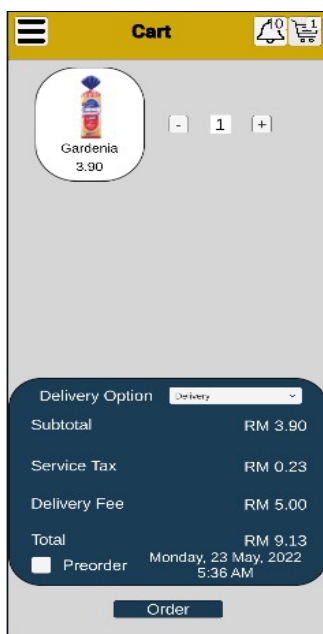 Cart
0
1
Gardenia
3.90
- 1 +
Delivery Option Delivery
Subtotal RM 3.90
Service Tax RM 0.23
Delivery Fee RM 5.00
Total RM 9.13
Preorder Monday, 23 May, 2022
5:36 AM
Order